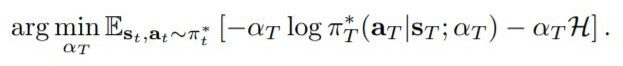 arg min_{α_T} 𝔼_{𝐬_t,𝐚_t∼π_t^*} [−α_T log π_T^*(𝐚_T|𝐬_T; α_T) − α_T ℋ] .